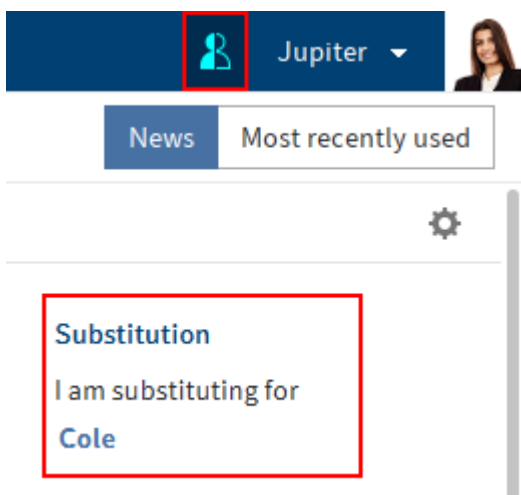 Jupiter
News
Most recently used
Substitution
I am substituting for
Cole